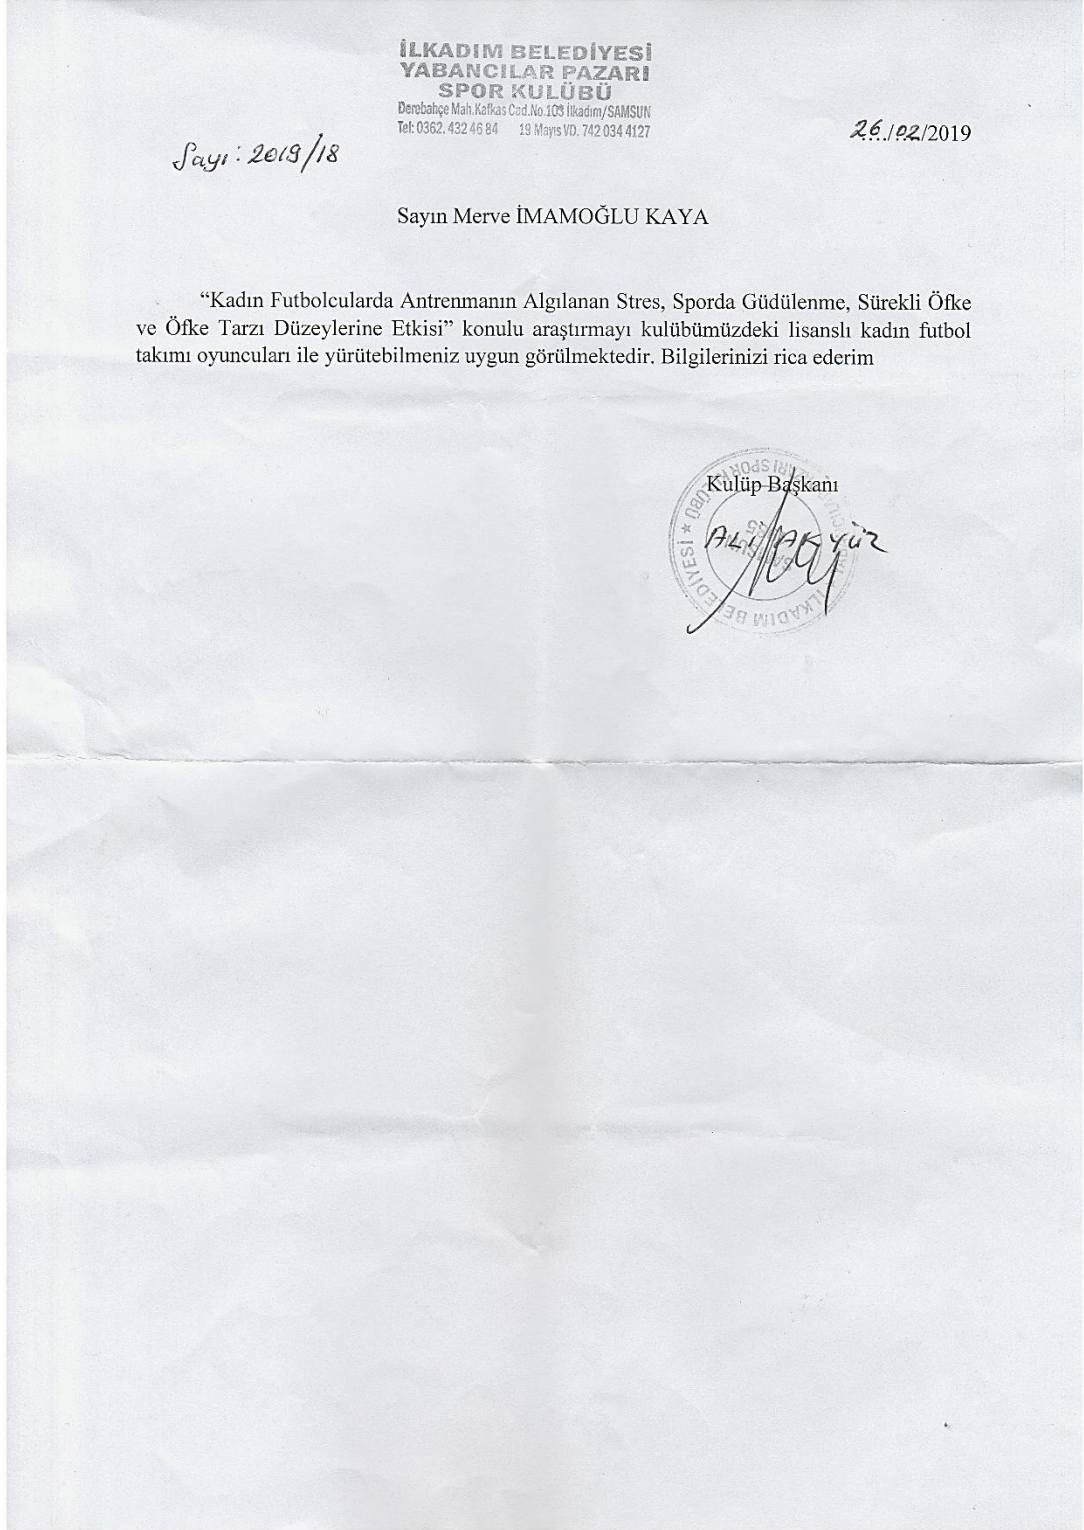 İLKADIM BELEDİYESİ
YABANCILAR PAZARI
SPOR KULÜBÜ
Derebahçe Mah.Kafkas Cad.No.103 İlkadım/SAMSUN
Tel: 0362. 432 46 84 19 Mayıs VD. 742 034 4127
26/02/2019
Sayı: 2019/18
Sayın Merve İMAMOĞLU KAYA
“Kadın Futbolcularda Antrenmanın Algılanan Stres, Sporda Güdülenme, Sürekli Öfke
ve Öfke Tarzı Düzeylerine Etkisi” konulu araştırmayı kulübümüzdeki lisanslı kadın futbol
takımı oyuncuları ile yürütebilmeniz uygun görülmektedir. Bilgilerinizi rica ederim
Kulüp Başkanı
ALİ AKYÜZ
İLKADIM BELEDİYESİ ★ SPOR KULÜBÜ
SAMSUN